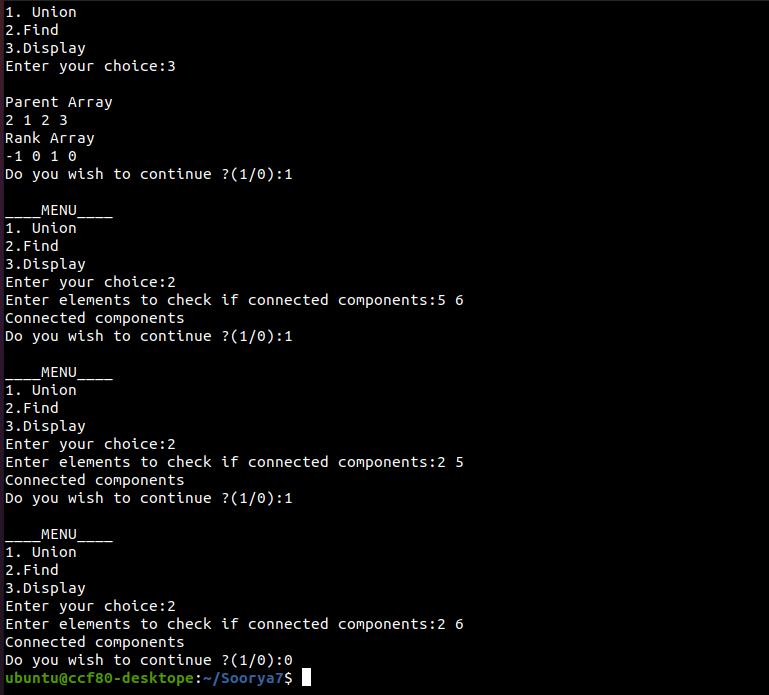 1. Union
2.Find
3.Display
Enter your choice:3
Parent Array
2 1 2 3
Rank Array
-1 0 1 0
Do you wish to continue ?(1/0):1
____MENU____
1. Union
2.Find
3.Display
Enter your choice:2
Enter elements to check if connected components:5 6
Connected components
Do you wish to continue ?(1/0):1
____MENU____
1. Union
2.Find
3.Display
Enter your choice:2
Enter elements to check if connected components:2 5
Connected components
Do you wish to continue ?(1/0):1
____MENU____
1. Union
2.Find
3.Display
Enter your choice:2
Enter elements to check if connected components:2 6
Connected components
Do you wish to continue ?(1/0):0
ubuntu@ccf80-desktope:~/Soorya7$